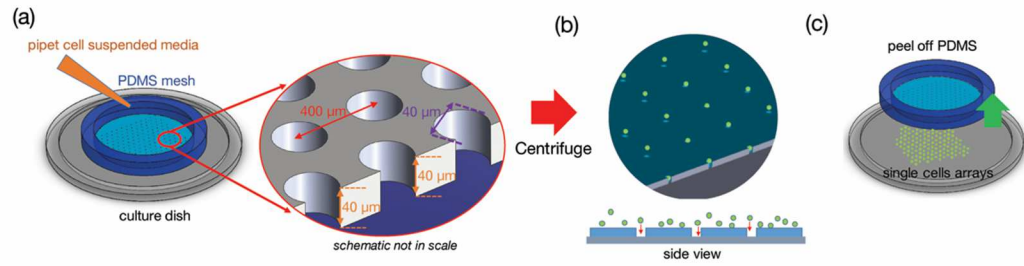 (a)
pipet cell suspended media
PDMS mesh
400 μm
40 μm
40 μm
40 μm
culture dish
schematic not in scale
Centrifuge
(b)
side view
(c)
peel off PDMS
single cells arrays